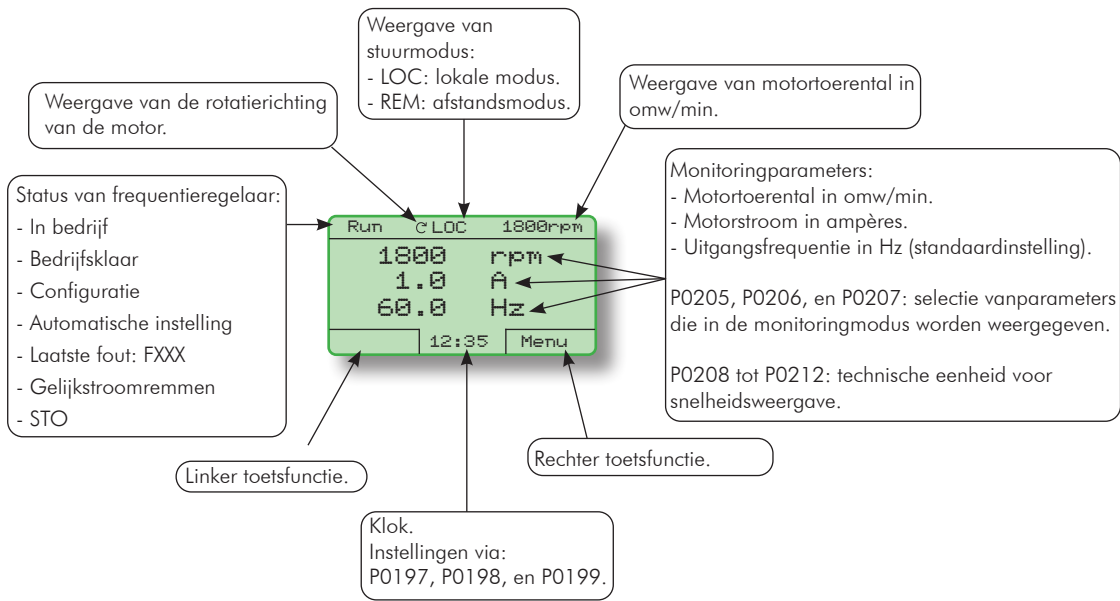 Weergave van
stuurmodus:
- LOC: lokale modus.
- REM: afstandsmodus.
Weergave van de rotatierichting
van de motor.
Weergave van motortoerental in
omw/min.
Status van frequentieregelaar:
- In bedrijf
- Bedrijfsklaar
- Configuratie
- Automatische instelling
- Laatste fout: FXXX
- Gelijkstroomremmen
- STO
Run LOC 1800rpm
1800 rpm
1.0 A
60.0 Hz
12:35 Menu
Monitoringparameters:
- Motortoerental in omw/min.
- Motorstroom in ampères.
- Uitgangsfrequentie in Hz (standaardinstelling).
P0205, P0206, en P0207: selectie vanparameters
die in de monitoringmodus worden weergegeven.
P0208 tot P0212: technische eenheid voor
snelheidsweergave.
Linker toetsfunctie.
Rechter toetsfunctie.
Klok.
Instellingen via:
P0197, P0198, en P0199.